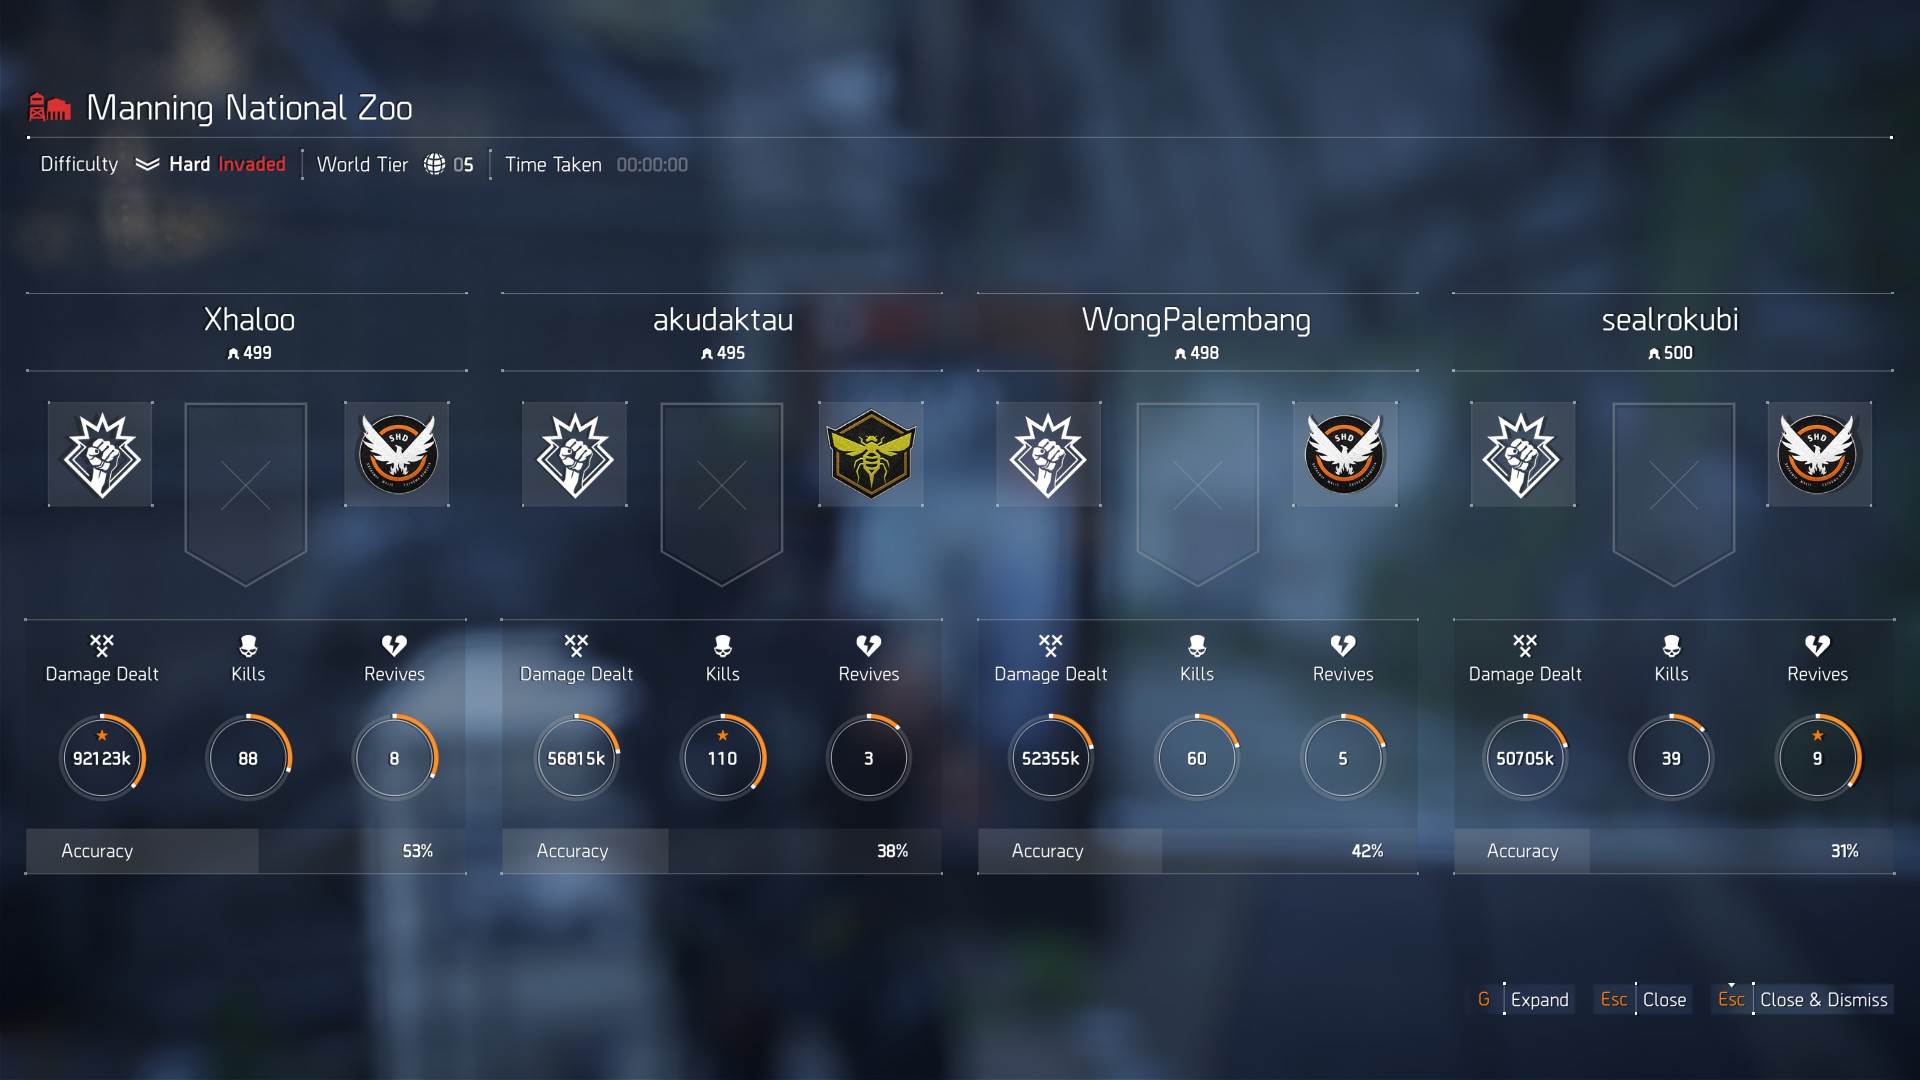 Manning National Zoo
Difficulty Hard Invaded World Tier 05 Time Taken 00:00:00
Xhaloo akudaktau WongPalembang sealrokubi
499 495 498 500
SHD SHD SHD
Damage Dealt Kills Revives Damage Dealt Kills Revives Damage Dealt Kills Revives Damage Dealt Kills Revives
92123k 88 8 56815k 110 3 52355k 60 5 50705k 39 9
Accuracy 53% Accuracy 38% Accuracy 42% Accuracy 31%
G Expand Esc Close Esc Close & Dismiss